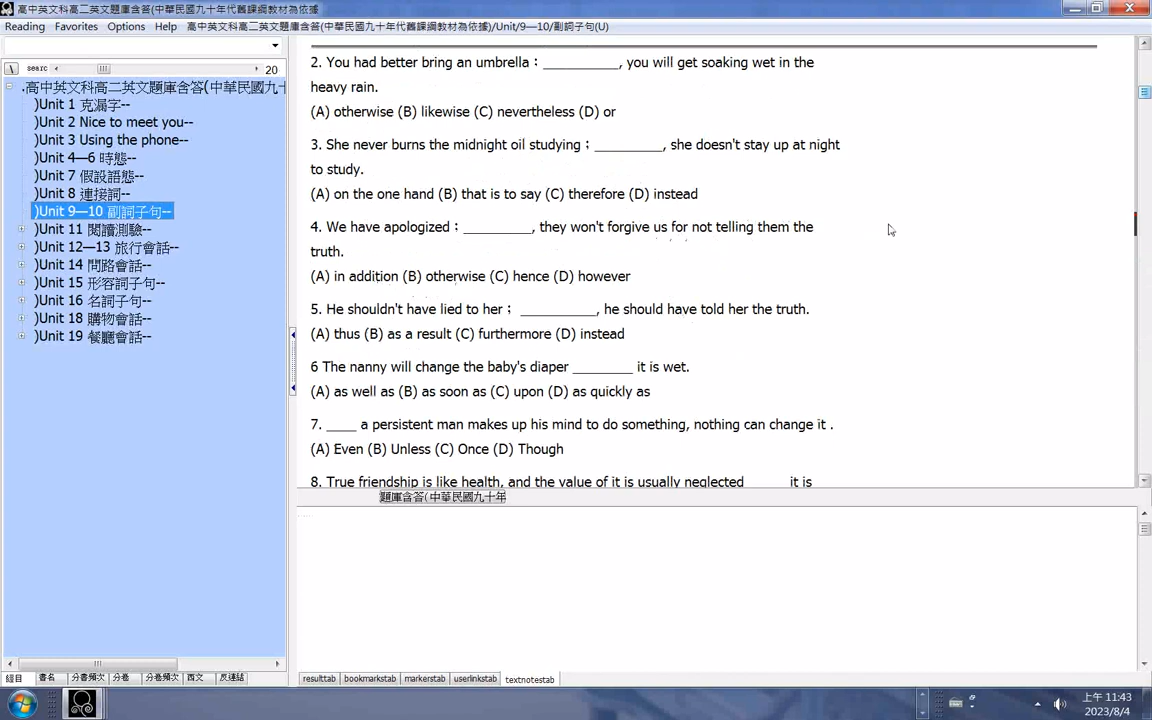 高中英文科高二英文題庫含答(中華民國九十年代舊課綱教材為依據
Reading Favorites Options Help 高中英文科高二英文題庫含答(中華民國九十年代舊課綱教材為依據)/Unit/9—10/副詞子句(U)
searc 20
.高中英文科高二英文題庫含答(中華民國九十
)Unit 1 克漏字--
)Unit 2 Nice to meet you--
)Unit 3 Using the phone--
)Unit 4—6 時態--
)Unit 7 假設語態--
)Unit 8 連接詞--
)Unit 9—10 副詞子句--
)Unit 11 閱讀測驗--
)Unit 12—13 旅行會話--
)Unit 14 問路會話--
)Unit 15 形容詞子句--
)Unit 16 名詞子句--
)Unit 18 購物會話--
)Unit 19 餐廳會話--
經目 書名 分書頻次 分卷 分卷頻次 西文 反連結
2. You had better bring an umbrella；__________, you will get soaking wet in the
heavy rain.
(A) otherwise (B) likewise (C) nevertheless (D) or
3. She never burns the midnight oil studying；_________, she doesn't stay up at night
to study.
(A) on the one hand (B) that is to say (C) therefore (D) instead
4. We have apologized；_________, they won't forgive us for not telling them the
truth.
(A) in addition (B) otherwise (C) hence (D) however
5. He shouldn't have lied to her； __________, he should have told her the truth.
(A) thus (B) as a result (C) furthermore (D) instead
6 The nanny will change the baby's diaper ________ it is wet.
(A) as well as (B) as soon as (C) upon (D) as quickly as
7. ____ a persistent man makes up his mind to do something, nothing can change it .
(A) Even (B) Unless (C) Once (D) Though
8. True friendship is like health, and the value of it is usually neglected _____ it is
題庫含答(中華民國九十年
resulttab bookmarkstab markerstab userlinkstab textnotestab
上午 11:43
2023/8/4